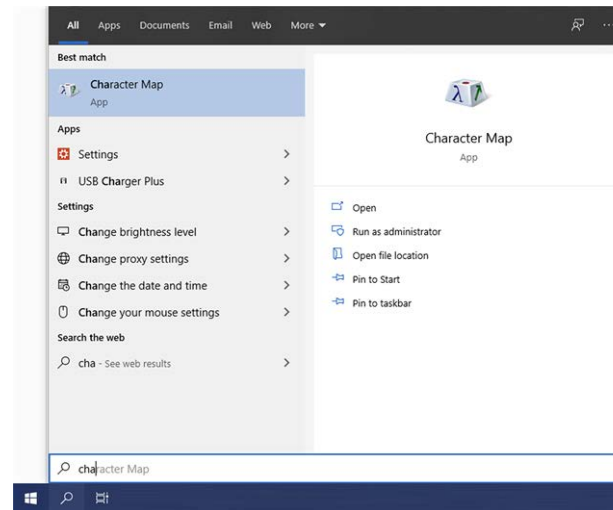 All Apps Documents Email Web More
Best match
Character Map
App
Apps
Settings
USB Charger Plus
Settings
Change brightness level
Change proxy settings
Change the date and time
Change your mouse settings
Search the web
cha - See web results
Character Map
App
Open
Run as administrator
Open file location
Pin to Start
Pin to taskbar
character Map